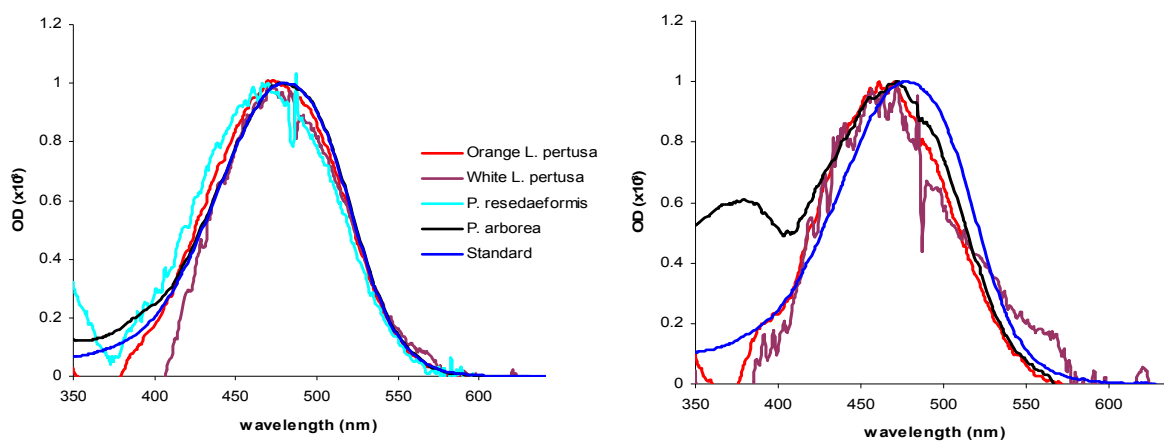 1.2
1
0.8
0.6
0.4
0.2
0
OD (x10⁶)
350 400 450 500 550 600
wavelength (nm)
Orange L. pertusa
White L. pertusa
P. resedaeformis
P. arborea
Standard
1.2
1
0.8
0.6
0.4
0.2
0
OD (x10⁶)
350 400 450 500 550 600
wavelength (nm)